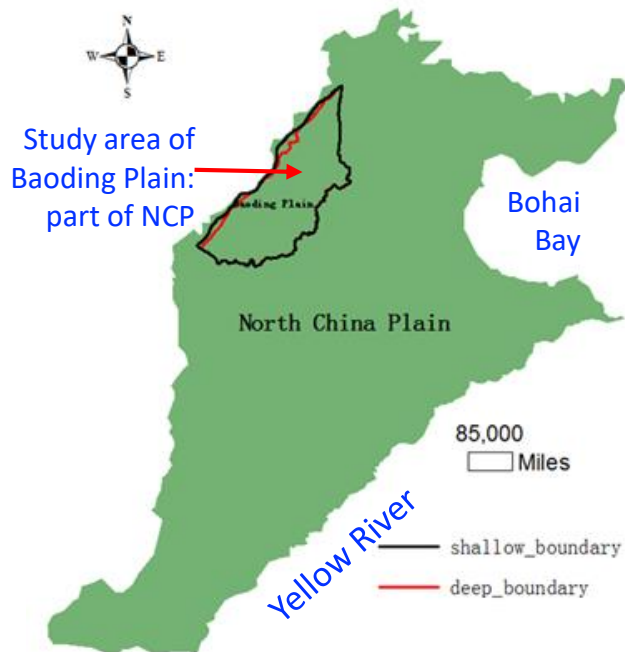 N
W E
S
Study area of
Baoding Plain:
part of NCP
Baoding Plain
Bohai
Bay
North China Plain
85,000
Miles
Yellow River
shallow_boundary
deep_boundary